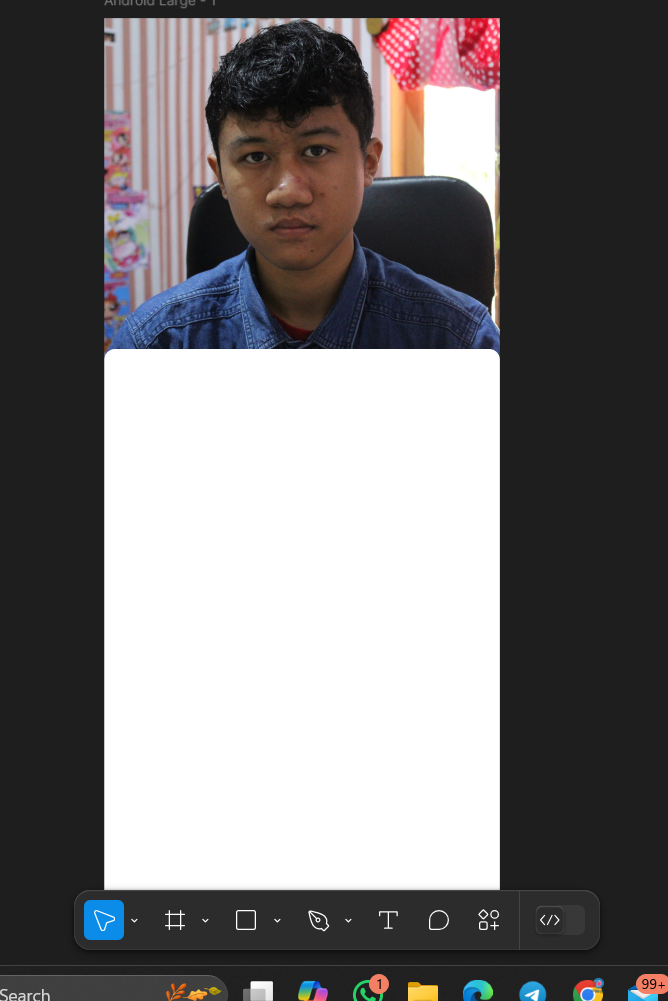 Android Large - 1
Search
1
99+